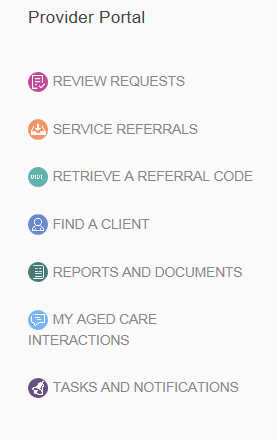 Provider Portal
REVIEW REQUESTS
SERVICE REFERRALS
RETRIEVE A REFERRAL CODE
FIND A CLIENT
REPORTS AND DOCUMENTS
MY AGED CARE
INTERACTIONS
TASKS AND NOTIFICATIONS